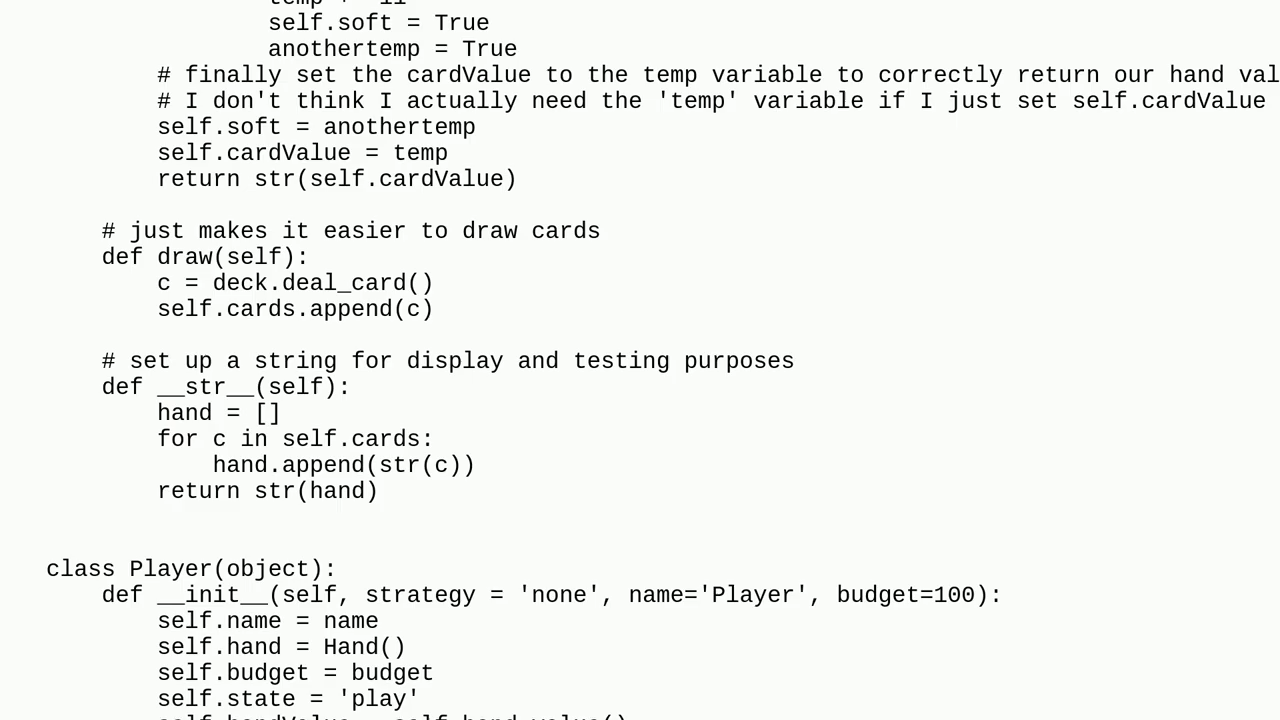 self.soft = True
anothertemp = True
# finally set the cardValue to the temp variable to correctly return our hand val
# I don't think I actually need the 'temp' variable if I just set self.cardValue
self.soft = anothertemp
self.cardValue = temp
return str(self.cardValue)
# just makes it easier to draw cards
def draw(self):
c = deck.deal_card()
self.cards.append(c)
# set up a string for display and testing purposes
def __str__(self):
hand = []
for c in self.cards:
hand.append(str(c))
return str(hand)
class Player(object):
def __init__(self, strategy = 'none', name='Player', budget=100):
self.name = name
self.hand = Hand()
self.budget = budget
self.state = 'play'